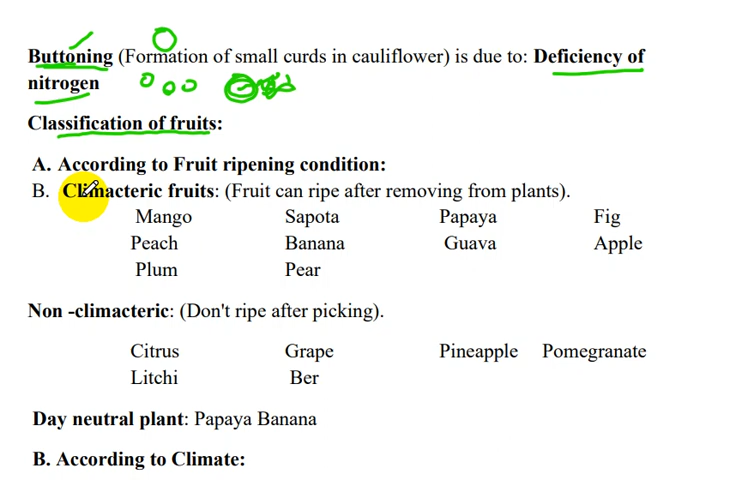 Buttoning (Formation of small curds in cauliflower) is due to: Deficiency of
nitrogen
Classification of fruits:
A. According to Fruit ripening condition:
B. Climacteric fruits: (Fruit can ripe after removing from plants).
Mango Sapota Papaya Fig
Peach Banana Guava Apple
Plum Pear
Non -climacteric: (Don't ripe after picking).
Citrus Grape Pineapple Pomegranate
Litchi Ber
Day neutral plant: Papaya Banana
B. According to Climate: